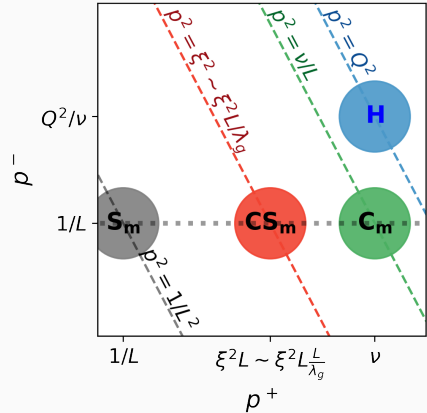 p² = ξ² ~ ξ²L/λ_g
p² = ν/L
p² = Q²
p² = 1/L²
H
S_m
CS_m
C_m
Q²/ν
1/L
p⁻
1/L
ξ²L ~ ξ²L L/λ_g
ν
p⁺